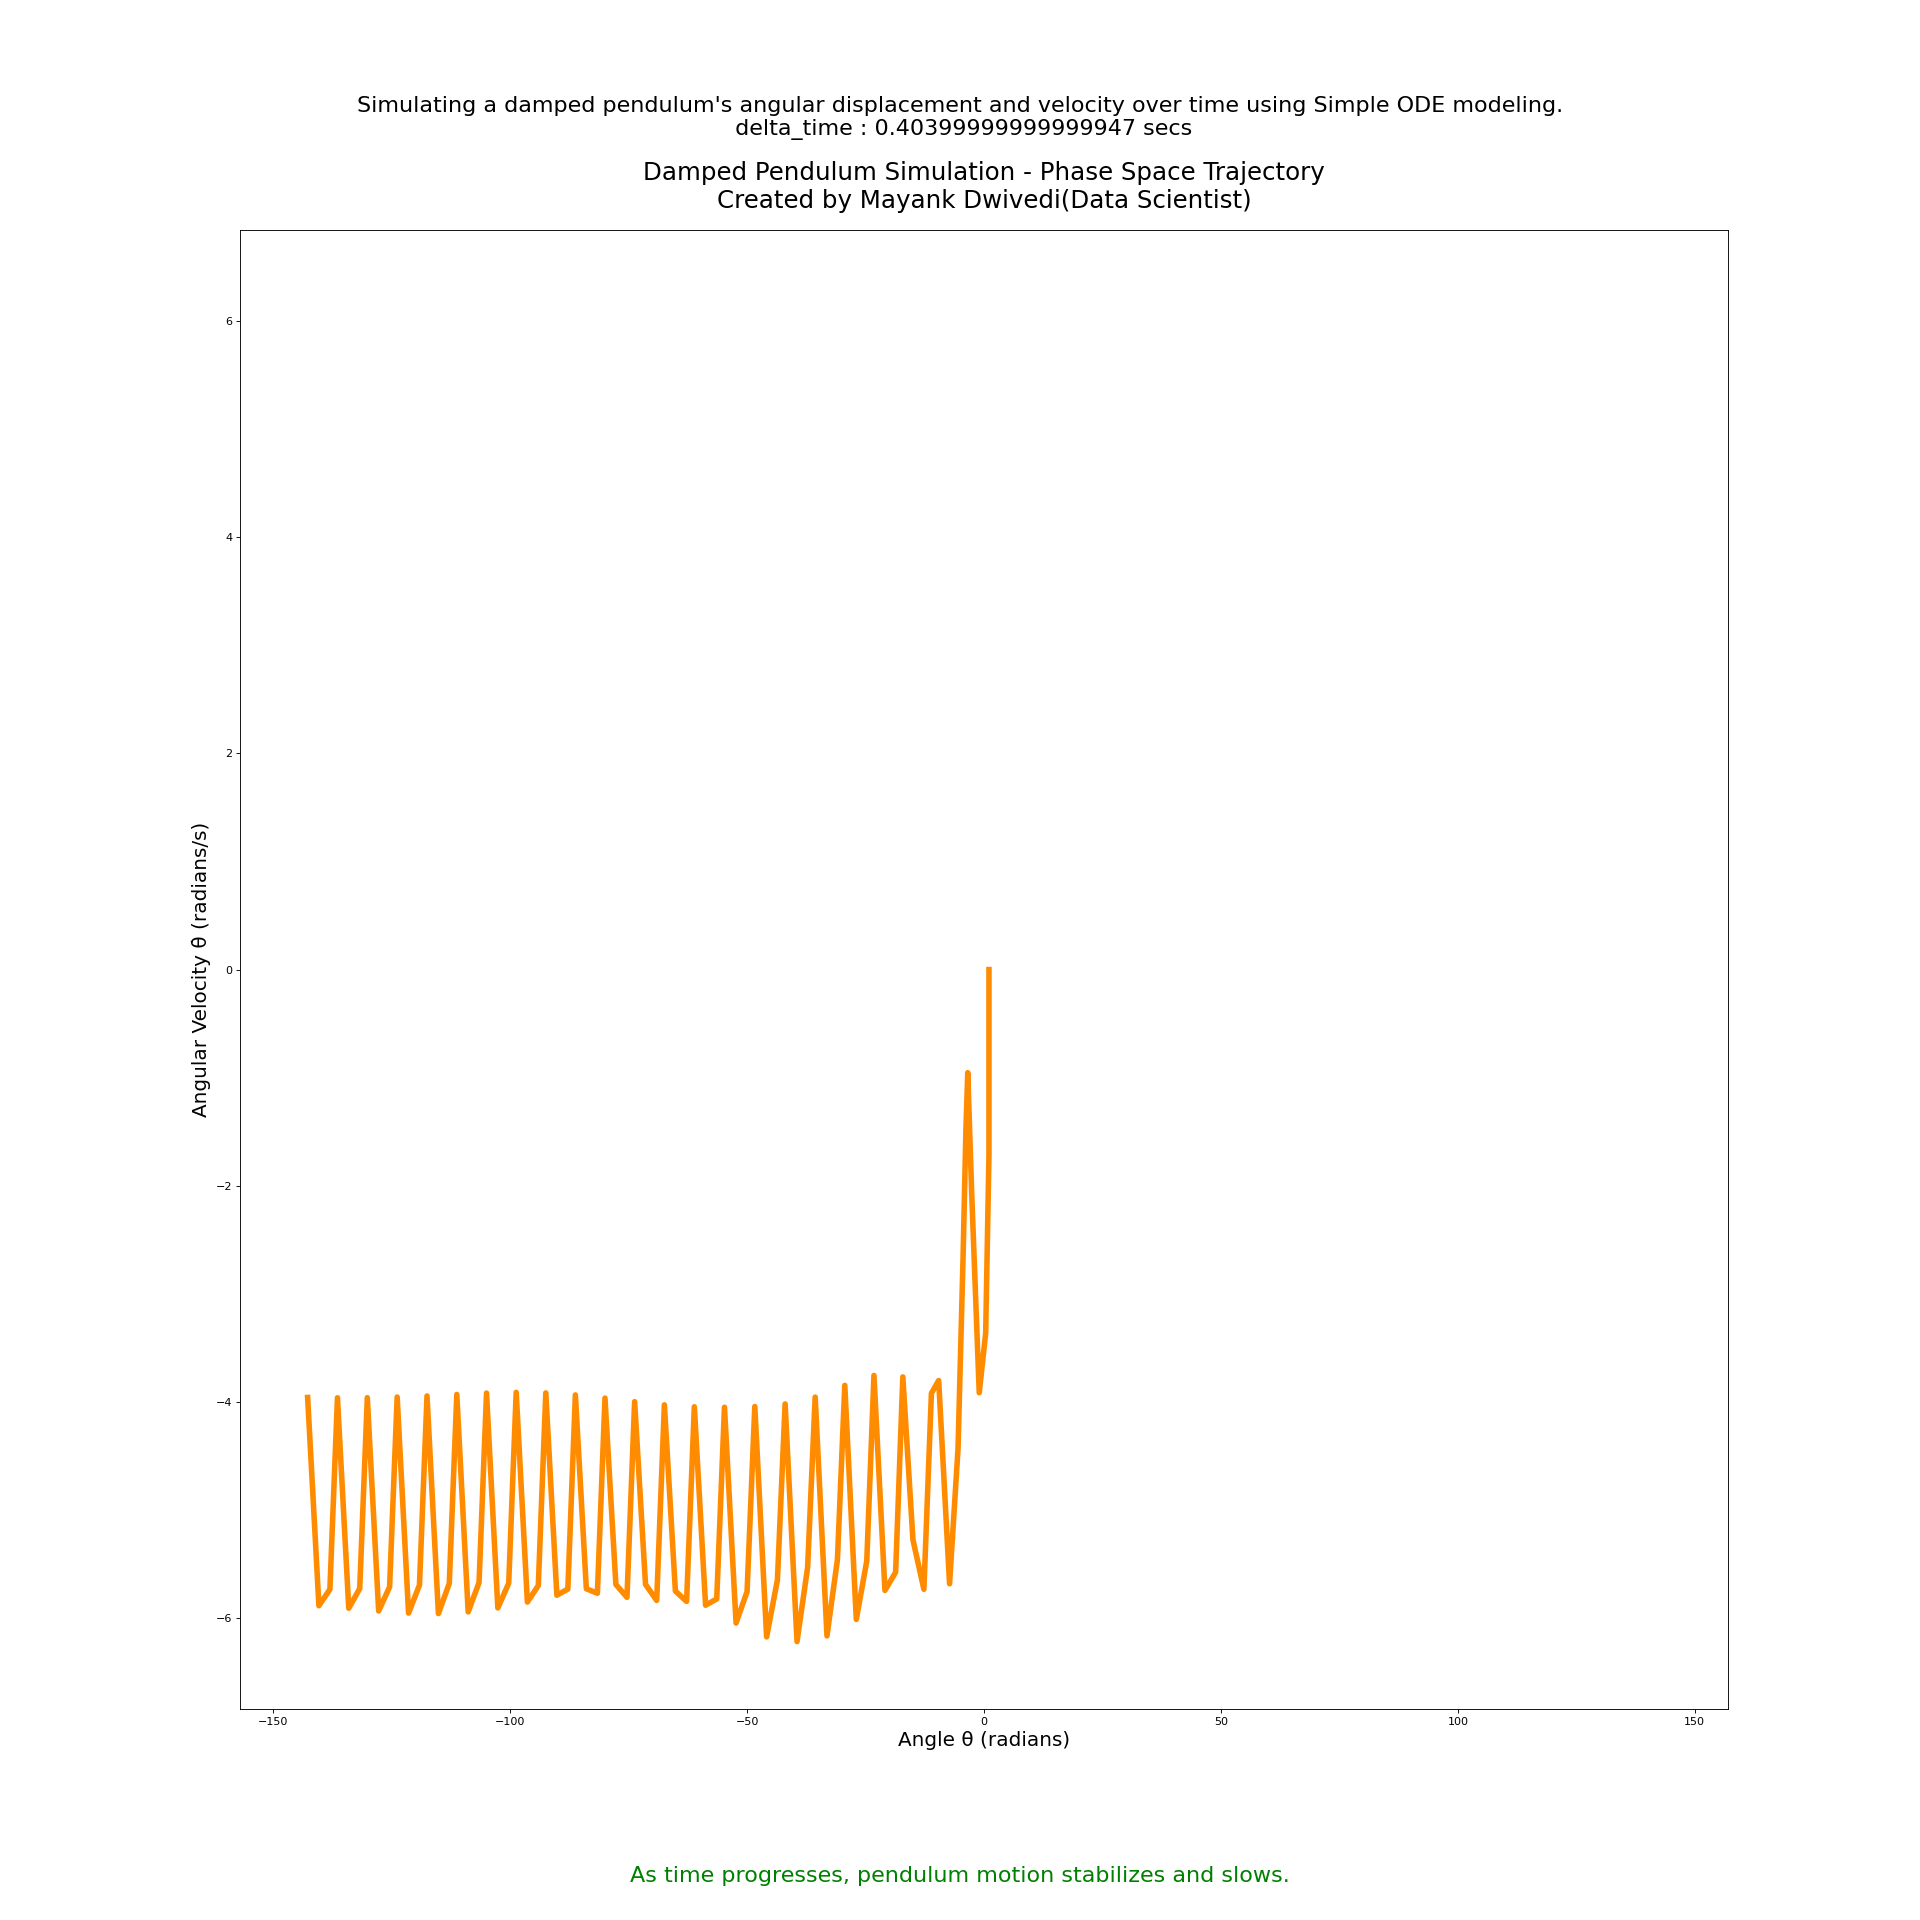 Simulating a damped pendulum's angular displacement and velocity over time using Simple ODE modeling.
delta_time : 0.40399999999999947 secs
Damped Pendulum Simulation - Phase Space Trajectory
Created by Mayank Dwivedi(Data Scientist)
6
4
2
0
−2
−4
−6
Angular Velocity θ̇ (radians/s)
−150
−100
−50
0
50
100
150
Angle θ (radians)
As time progresses, pendulum motion stabilizes and slows.